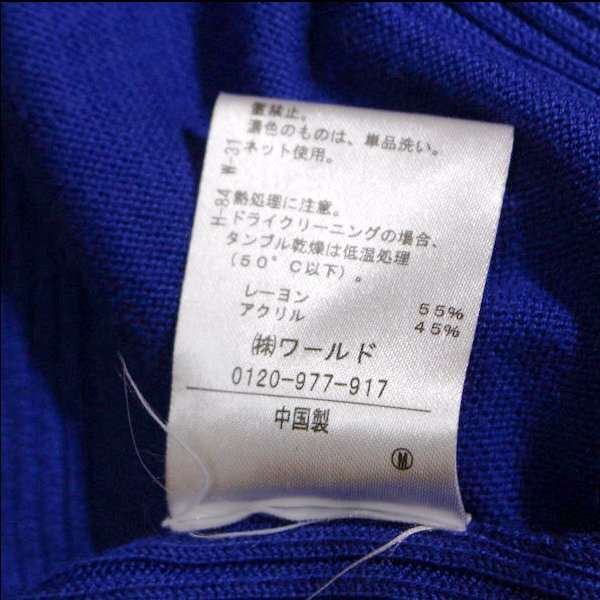 置禁止。
濃色のものは、単品洗い。
ネット使用。
熱処理に注意。
ドライクリーニングの場合、
タンブル乾燥は低温処理
(50°C以下)。
レーヨン 55%
アクリル 45%
㈱ワールド
0120-977-917
中国製
Ⓜ
H-84 W-31